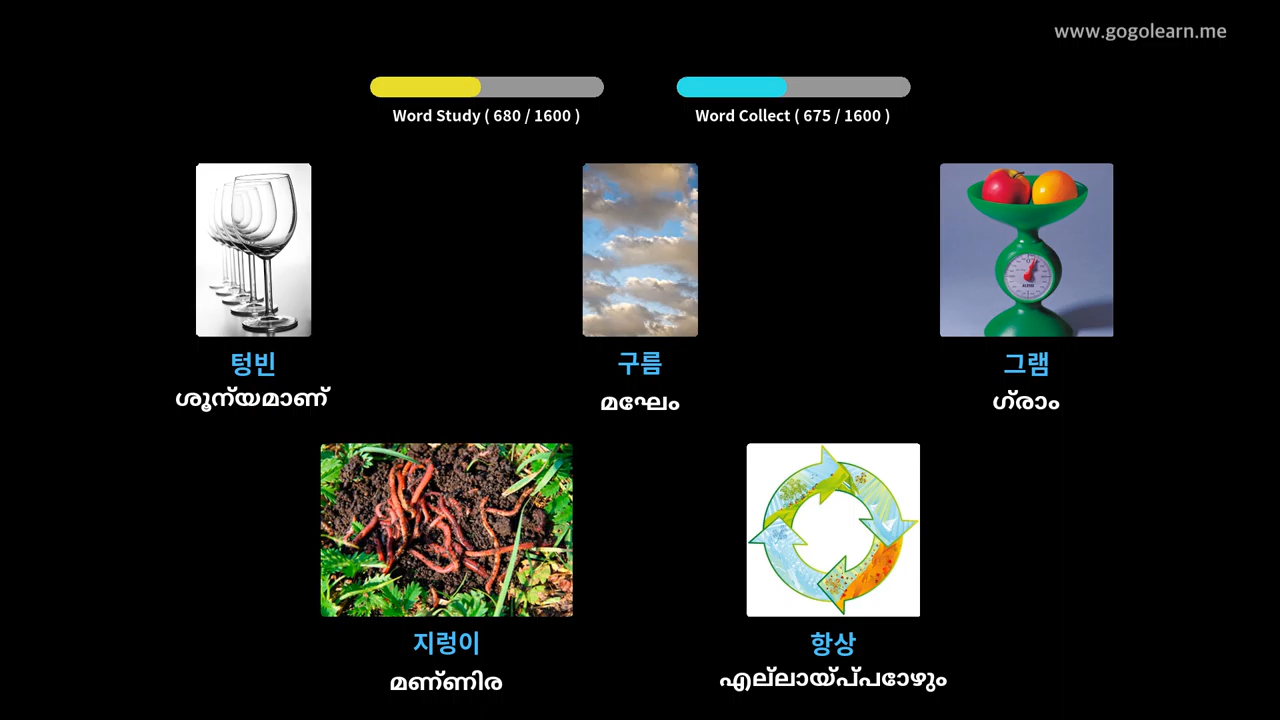 www.gogolearn.me
Word Study ( 680 / 1600 )
Word Collect ( 675 / 1600 )
텅빈
ശൂന്യമാണ്
구름
മഘേം
그램
ഗ്രാം
지렁이
മണ്ണിര
항상
എല്ലായ്പ്പോഴും